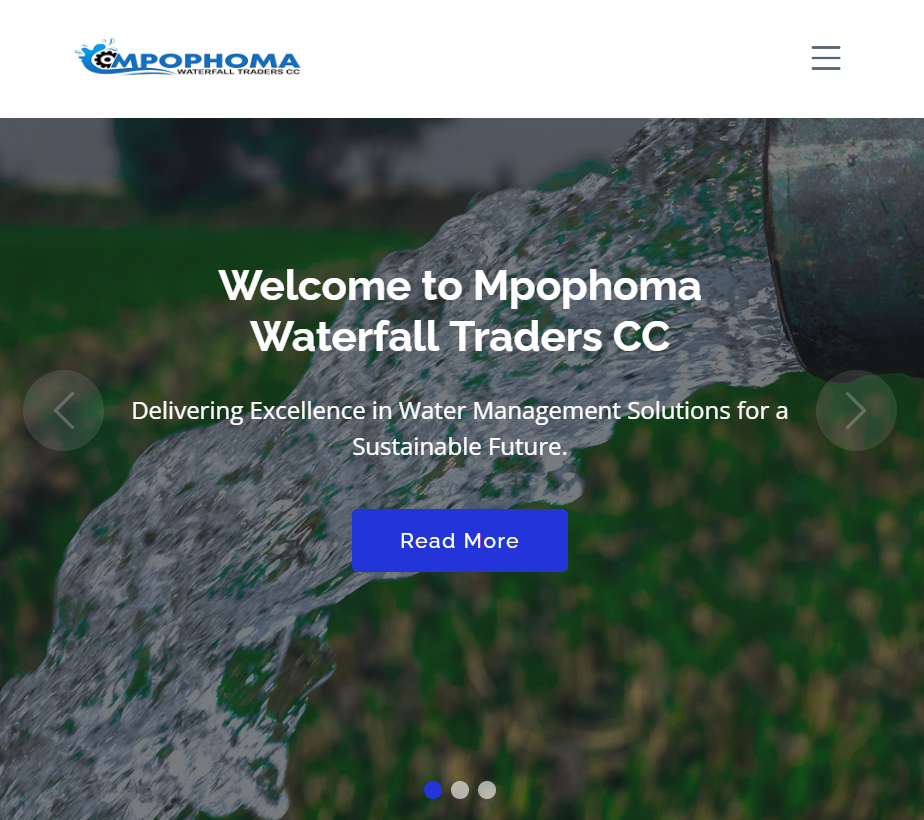 MPOPHOMA
WATERFALL TRADERS CC
Welcome to Mpophoma
Waterfall Traders CC
Delivering Excellence in Water Management Solutions for a
Sustainable Future.
Read More